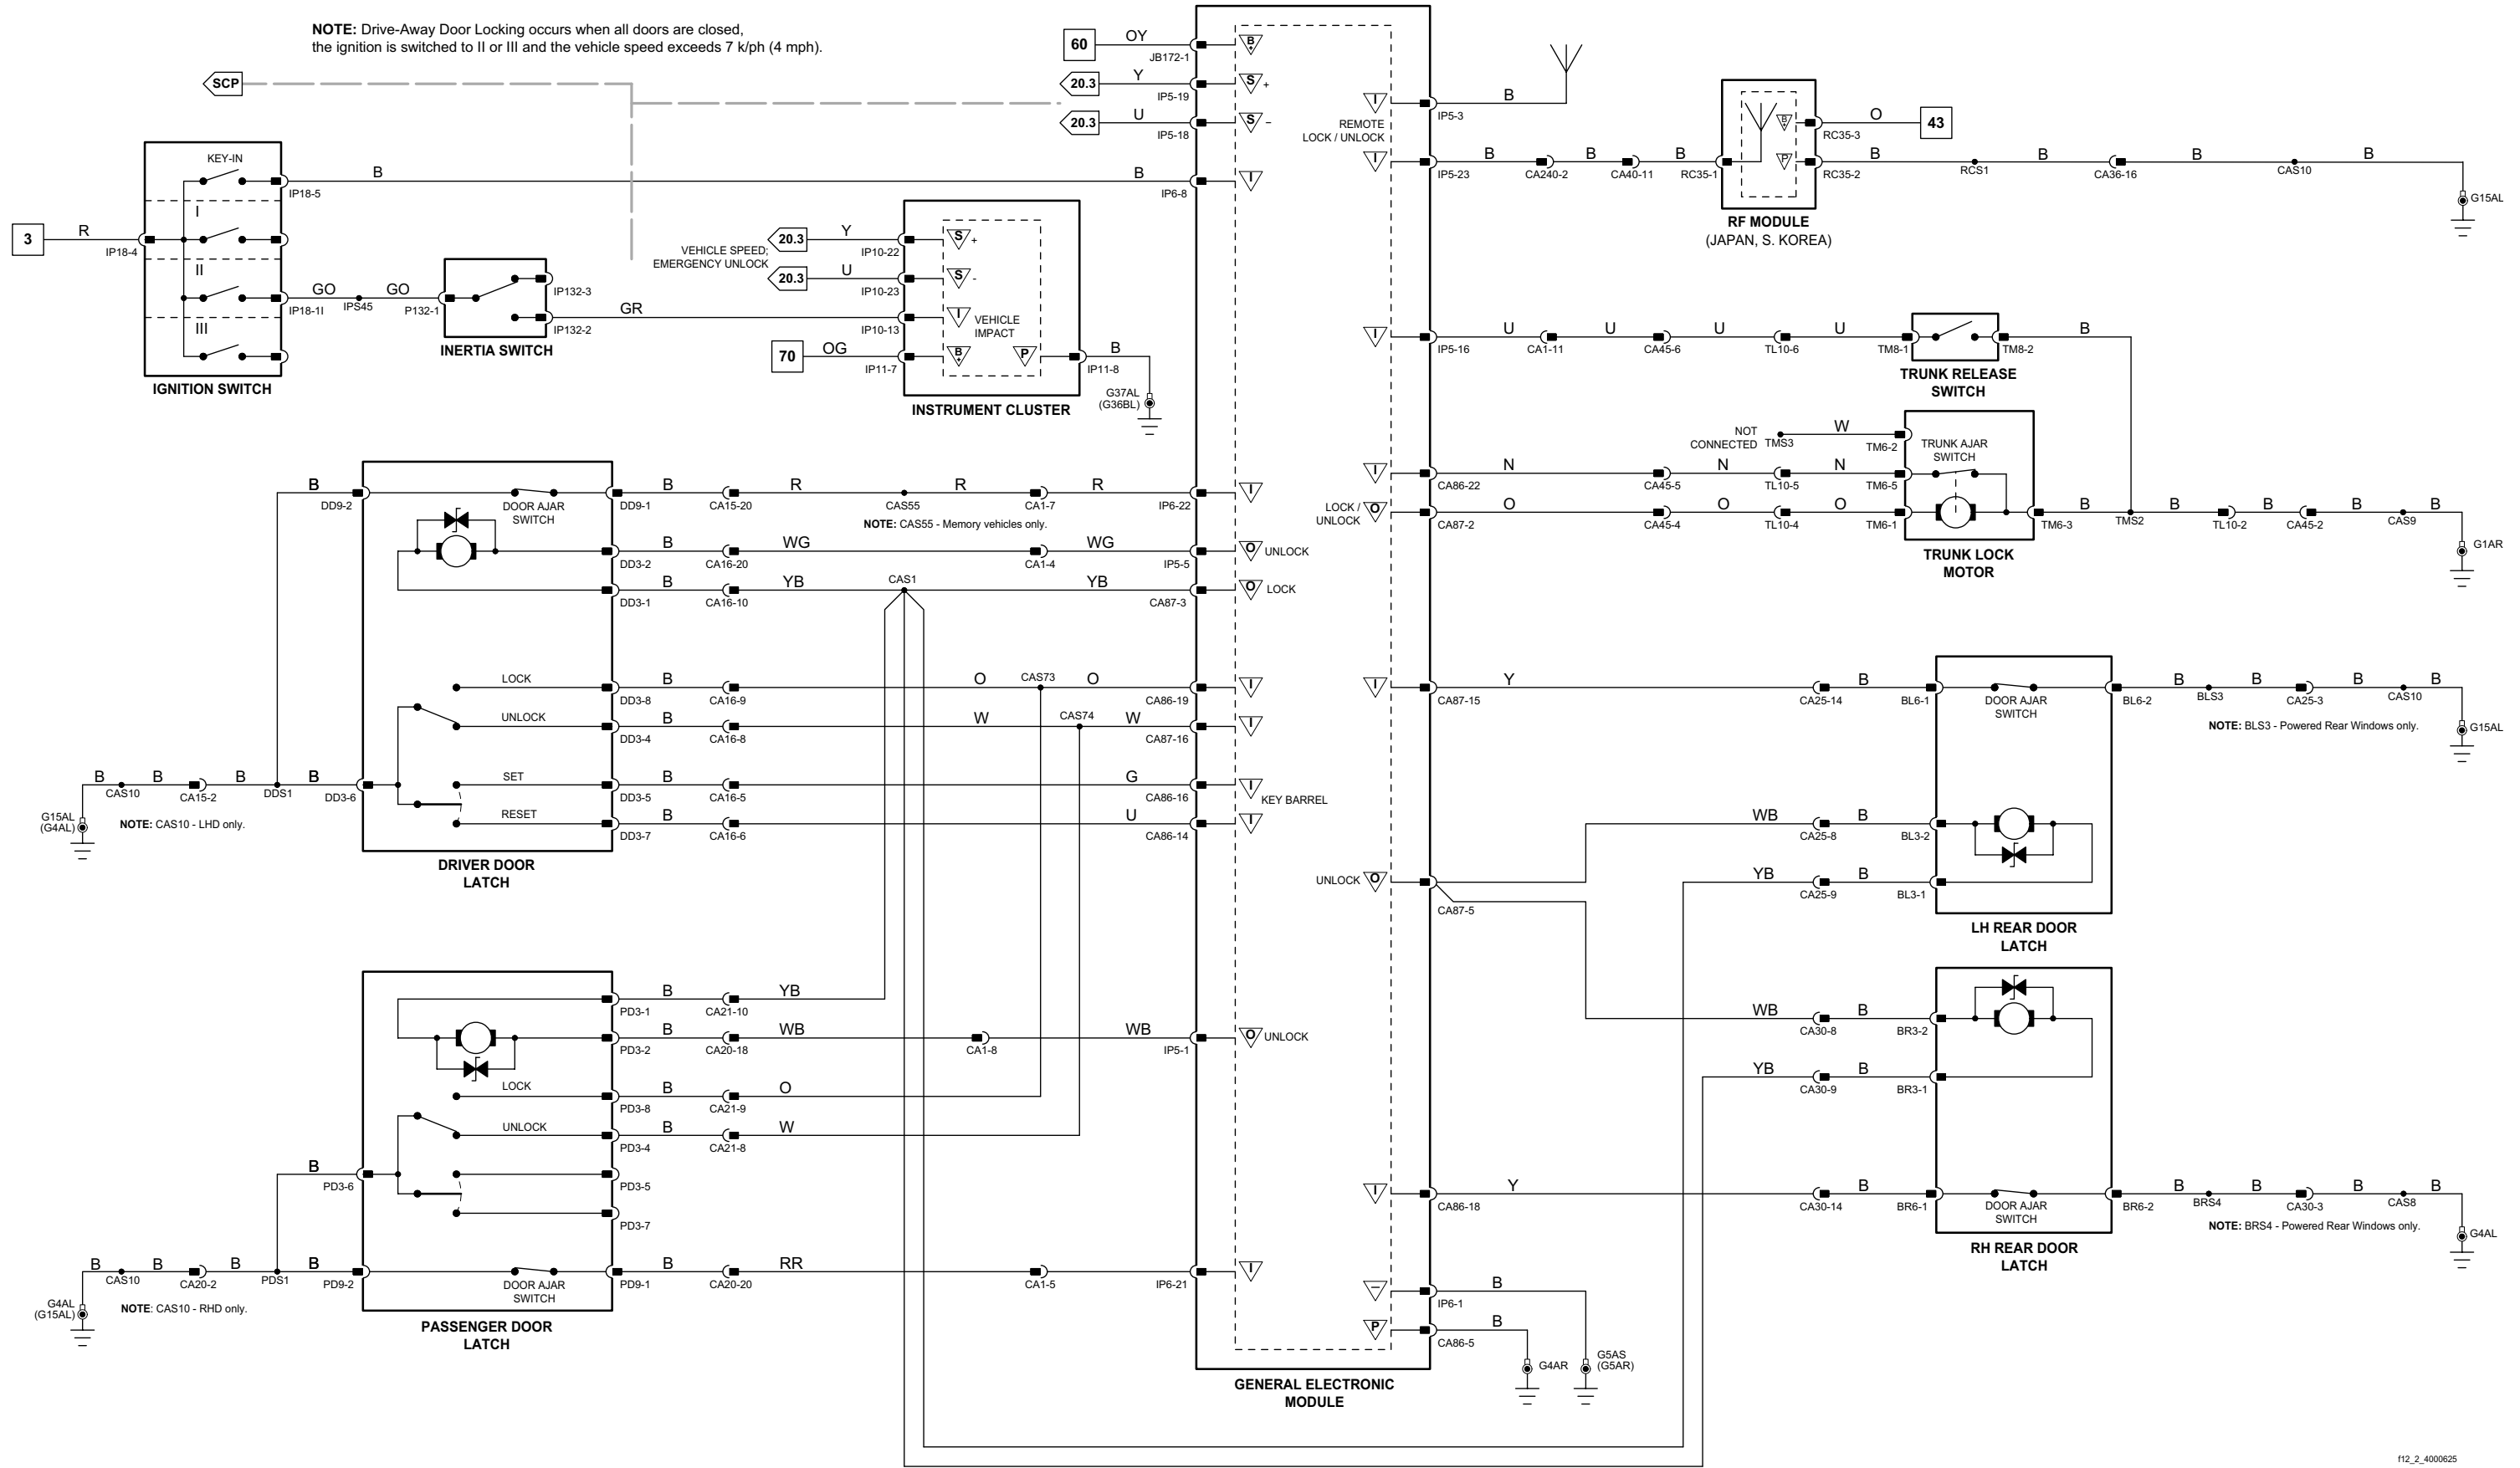 NOTE: Drive-Away Door Locking occurs when all doors are closed,
the ignition is switched to II or III and the vehicle speed exceeds 7 k/ph (4 mph).
SCP
60
OY
JB172-1
B
+
20.3
Y
IP5-19
S
+
20.3
U
IP5-18
S
–
KEY-IN
IP18-5
B
B
IP6-8
I
3
R
IP18-4
I
II
III
GO
IP18-1I
IPS45
GO
P132-1
IP132-3
IP132-2
GR
INERTIA SWITCH
IGNITION SWITCH
VEHICLE SPEED;
EMERGENCY UNLOCK
20.3
Y
IP10-22
S
+
20.3
U
IP10-23
S
-
IP10-13
I
VEHICLE
IMPACT
70
OG
IP11-7
B
+
P
IP11-8
B
G37AL
(G36BL)
INSTRUMENT CLUSTER
REMOTE
LOCK / UNLOCK
I
IP5-3
B
I
IP5-23
B
CA240-2
B
CA40-11
B
RC35-1
B
+
P
RC35-3
O
43
RC35-2
B
RCS1
B
CA36-16
B
CAS10
B
G15AL
RF MODULE
(JAPAN, S. KOREA)
I
IP5-16
U
CA1-11
U
CA45-6
U
TL10-6
U
TM8-1
TM8-2
B
TRUNK RELEASE
SWITCH
NOT
CONNECTED
TMS3
W
TM6-2
TRUNK AJAR
SWITCH
I
CA86-22
N
CA45-5
N
TL10-5
N
TM6-5
LOCK /
UNLOCK
O
CA87-2
O
CA45-4
O
TL10-4
O
TM6-1
TM6-3
B
TMS2
B
TL10-2
B
CA45-2
B
CAS9
B
G1AR
TRUNK LOCK
MOTOR
B
DD9-2
DOOR AJAR
SWITCH
DD9-1
B
CA15-20
R
CAS55
R
CA1-7
R
IP6-22
I
NOTE: CAS55 - Memory vehicles only.
DD3-2
B
CA16-20
WG
CA1-4
WG
IP5-5
O
UNLOCK
DD3-1
B
CA16-10
YB
CAS1
YB
CA87-3
O
LOCK
LOCK
DD3-8
B
CA16-9
O
CAS73
O
CA86-19
I
UNLOCK
DD3-4
B
CA16-8
W
CAS74
W
CA87-16
I
SET
DD3-5
B
CA16-5
G
CA86-16
I
KEY BARREL
RESET
DD3-7
B
CA16-6
U
CA86-14
I
B
CAS10
B
CA15-2
B
DDS1
B
DD3-6
G15AL
(G4AL)
NOTE: CAS10 - LHD only.
DRIVER DOOR
LATCH
I
CA87-15
Y
CA25-14
B
BL6-1
DOOR AJAR
SWITCH
BL6-2
B
BLS3
B
CA25-3
B
CAS10
B
G15AL
NOTE: BLS3 - Powered Rear Windows only.
UNLOCK
O
CA87-5
WB
CA25-8
B
BL3-2
YB
CA25-9
B
BL3-1
LH REAR DOOR
LATCH
PD3-1
B
CA21-10
YB
PD3-2
B
CA20-18
WB
CA1-8
WB
IP5-1
O
UNLOCK
LOCK
PD3-8
B
CA21-9
O
UNLOCK
PD3-4
B
CA21-8
W
B
PD3-6
PD3-5
PD3-7
B
CAS10
B
CA20-2
B
PDS1
B
PD9-2
DOOR AJAR
SWITCH
PD9-1
B
CA20-20
RR
CA1-5
IP6-21
I
G4AL
(G15AL)
NOTE: CAS10 - RHD only.
PASSENGER DOOR
LATCH
WB
CA30-8
B
BR3-2
YB
CA30-9
B
BR3-1
I
CA86-18
Y
CA30-14
B
BR6-1
DOOR AJAR
SWITCH
BR6-2
B
BRS4
B
CA30-3
B
CAS8
B
G4AL
NOTE: BRS4 - Powered Rear Windows only.
RH REAR DOOR
LATCH
–
IP6-1
B
P
CA86-5
B
G4AR
G5AS
(G5AR)
GENERAL ELECTRONIC
MODULE
f12_2_4000625